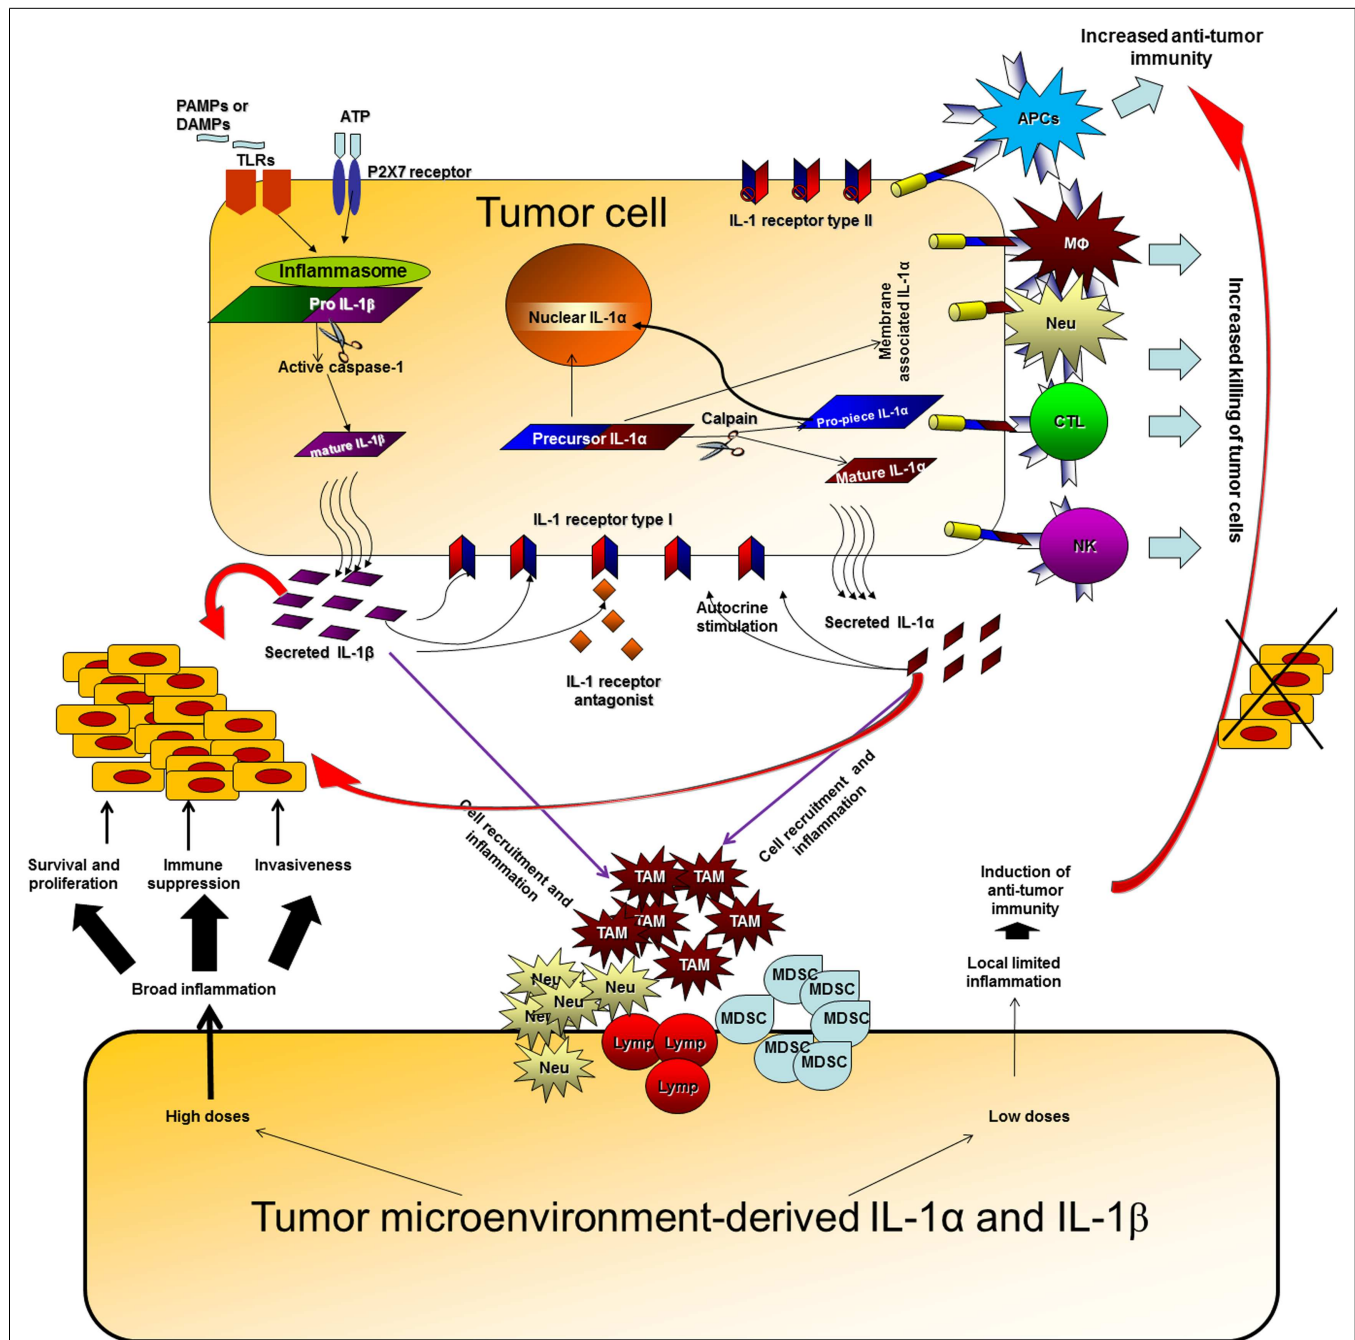 Increased anti-tumor
immunity
PAMPs or
DAMPs
ATP
TLRs
P2X7 receptor
APCs
IL-1 receptor type II
Tumor cell
MΦ
Inflammasome
Pro IL-1β
Nuclear IL-1α
Membrane
associated IL-1α
Neu
Increased killing of tumor cells
Active caspase-1
Calpain
Pro-piece IL-1α
CTL
mature IL-1β
Precursor IL-1α
Mature IL-1α
IL-1 receptor type I
NK
Autocrine
stimulation
Secreted IL-1α
Secreted IL-1β
IL-1 receptor
antagonist
Cell recruitment and
inflammation
Cell recruitment and
inflammation
Survival and
proliferation
Immune
suppression
Invasiveness
TAM
TAM
TAM
TAM
TAM
TAM
Induction of
anti-tumor
immunity
Broad inflammation
Local limited
inflammation
Neu
Neu
Neu
Neu
Neu
MDSC
MDSC
MDSC
MDSC
MDSC
MDSC
Lymp
Lymp
Lymp
High doses
Low doses
Tumor microenvironment-derived IL-1α and IL-1β